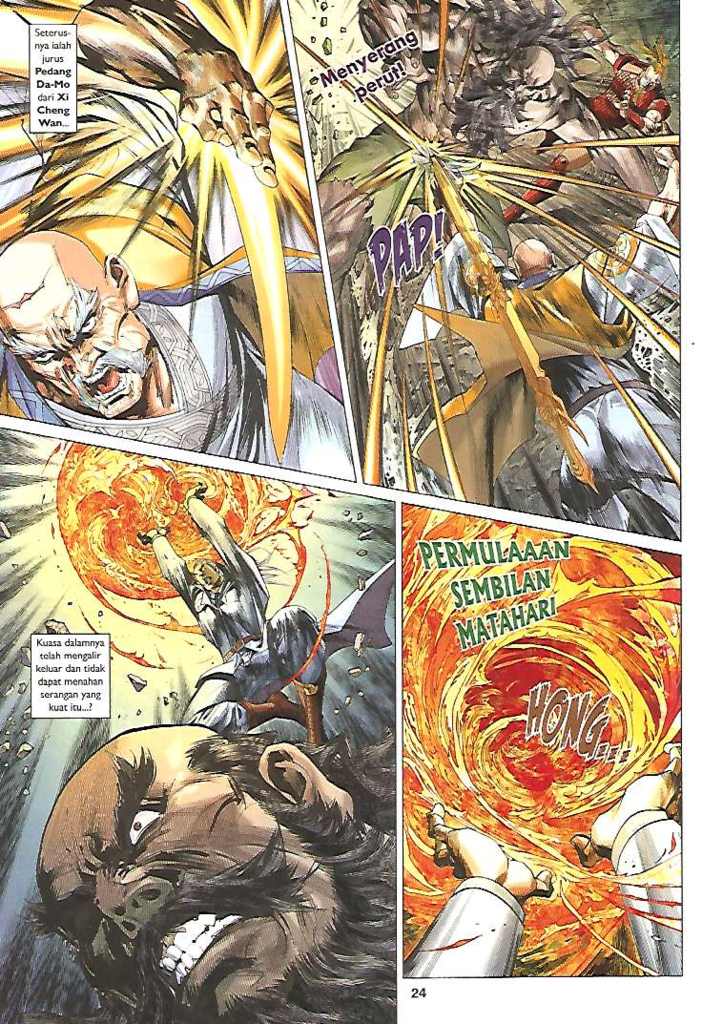 Seterus-
nya ialah
jurus
Pedang
Da-Mo
dari Xi
Cheng
Wan...
Menyerang
perut!
PAP!
Kuasa dalamnya
telah mengalir
keluar dan tidak
dapat menahan
serangan yang
kuat itu...?
PERMULAAAN
SEMBILAN
MATAHARI
HONG...
24